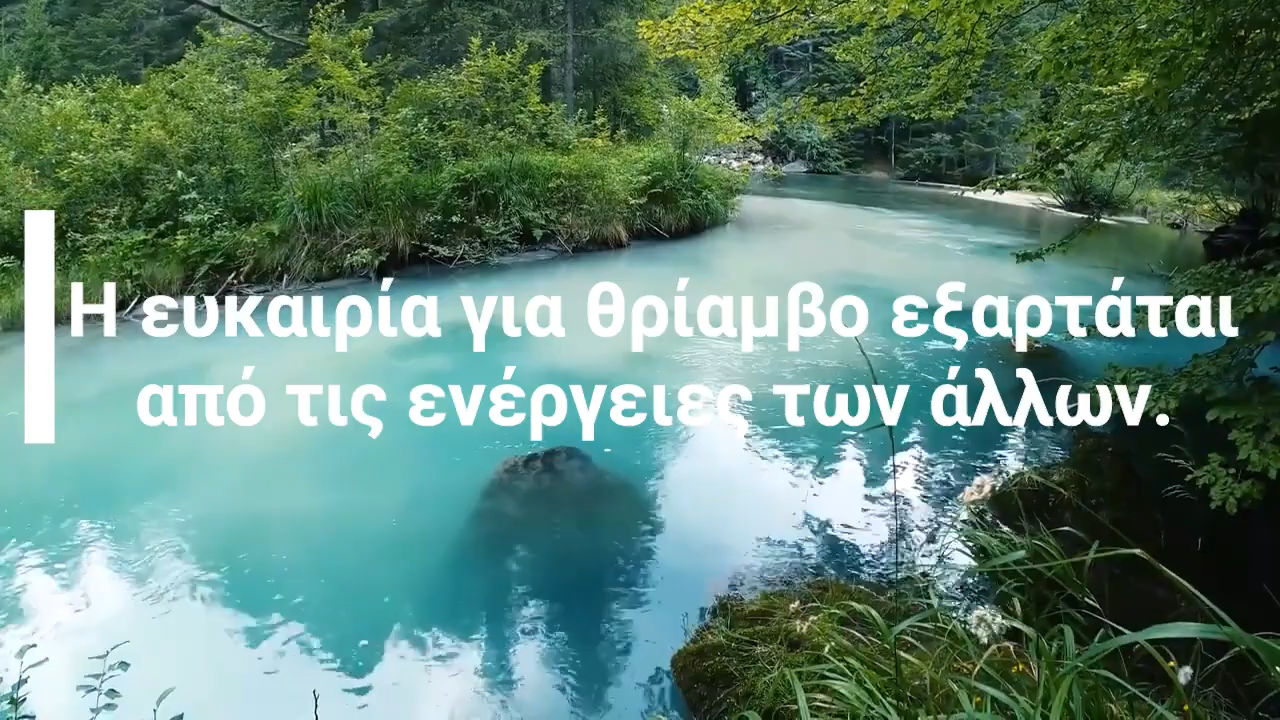 Η ευκαιρία για θρίαμβο εξαρτάται
από τις ενέργειες των άλλων.